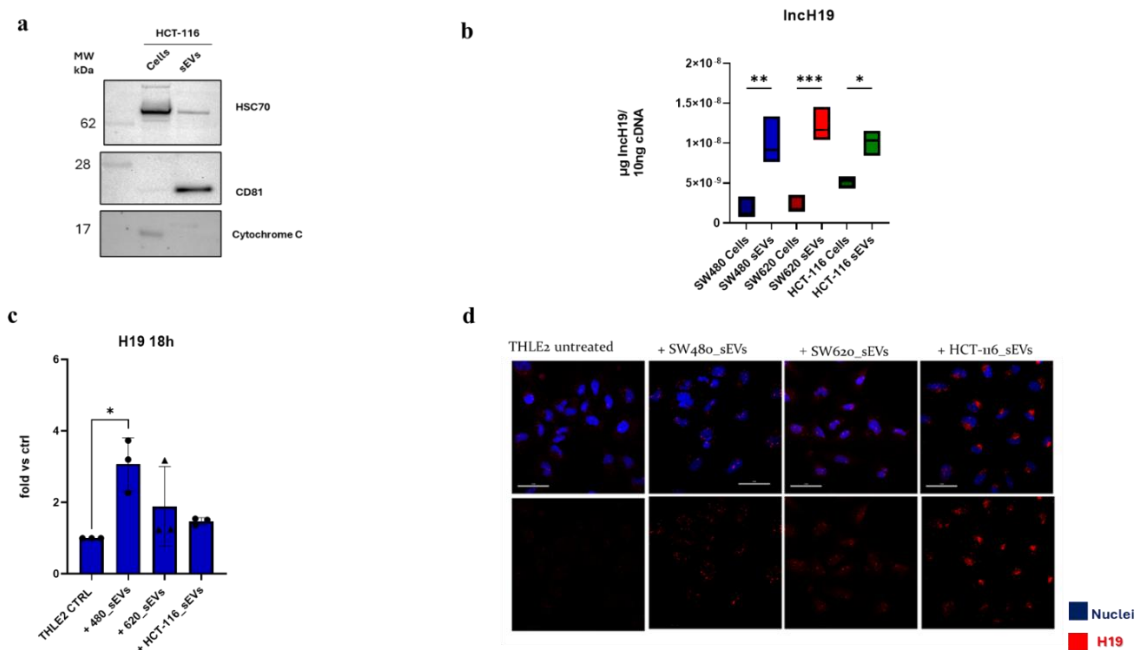 a
HCT-116
MW
kDa
Cells
sEVs
HSC70
62
28
CD81
17
Cytochrome C
b
lncH19
µg lncH19/
10ng cDNA
2×10⁻⁸
1.5×10⁻⁸
1×10⁻⁸
5×10⁻⁹
0
**
***
*
SW480 Cells
SW480 sEVs
SW620 Cells
SW620 sEVs
HCT-116 Cells
HCT-116 sEVs
c
H19 18h
fold vs ctrl
6
4
2
0
*
THLE2 CTRL
+ 480_sEVs
+ 620_sEVs
+ HCT-116_sEVs
d
THLE2 untreated
+ SW480_sEVs
+ SW620_sEVs
+ HCT-116_sEVs
Nuclei
H19